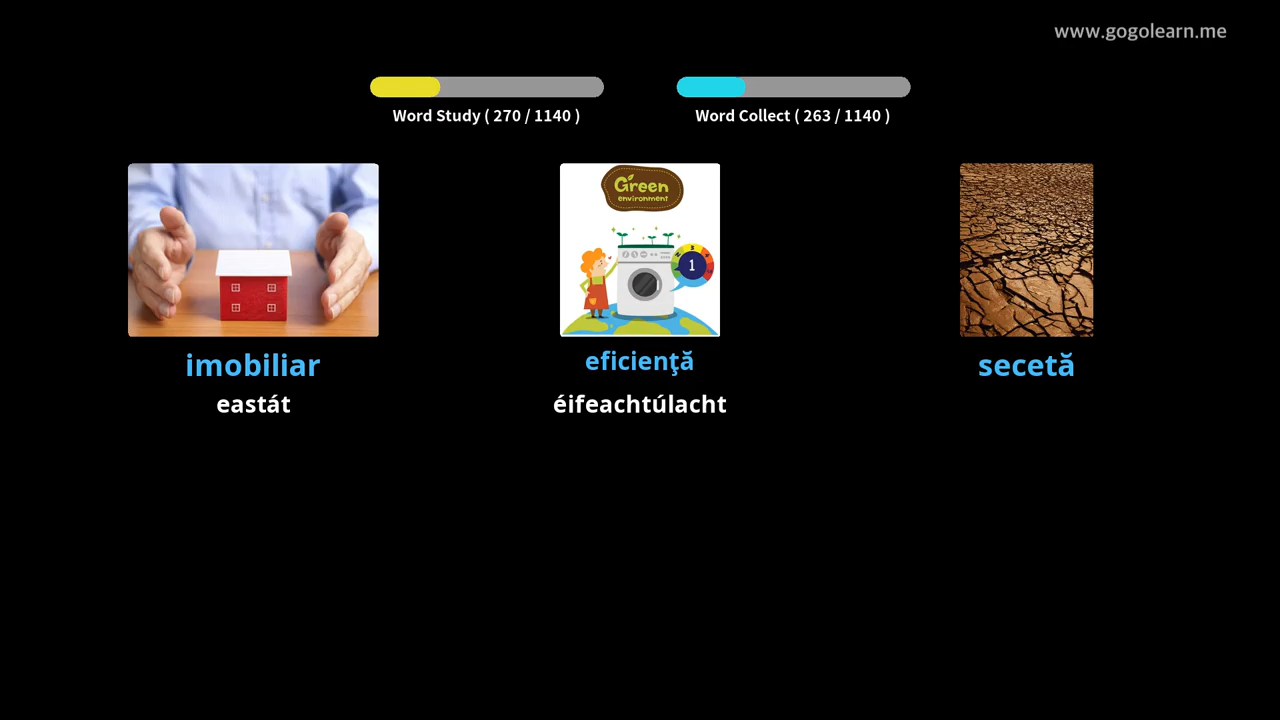 www.gogolearn.me
Word Study ( 270 / 1140 )
Word Collect ( 263 / 1140 )
Green
environment
1
imobiliar
eficienţă
secetă
eastát
éifeachtúlacht